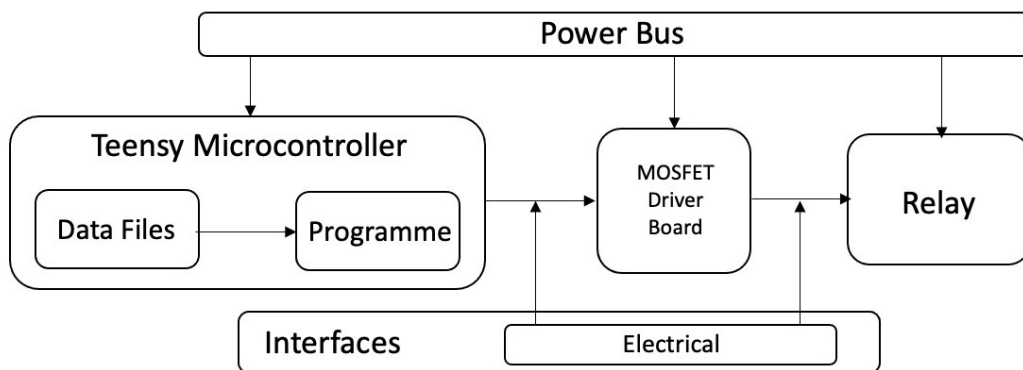 Power Bus
Teensy Microcontroller
Data Files
Programme
MOSFET
Driver
Board
Relay
Interfaces
Electrical